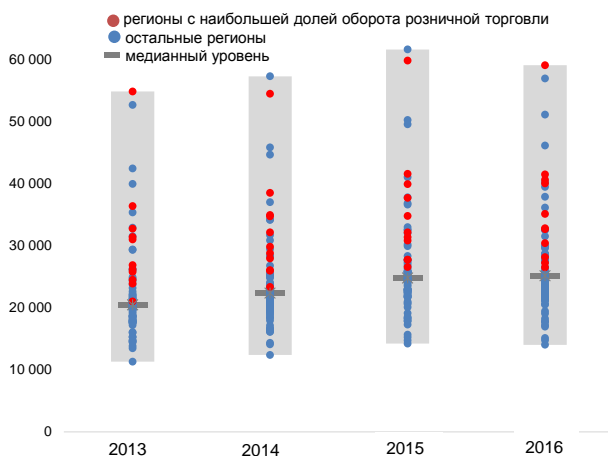 регионы с наибольшей долей оборота розничной торговли
остальные регионы
медианный уровень
60 000
50 000
40 000
30 000
20 000
10 000
0
2013 2014 2015 2016